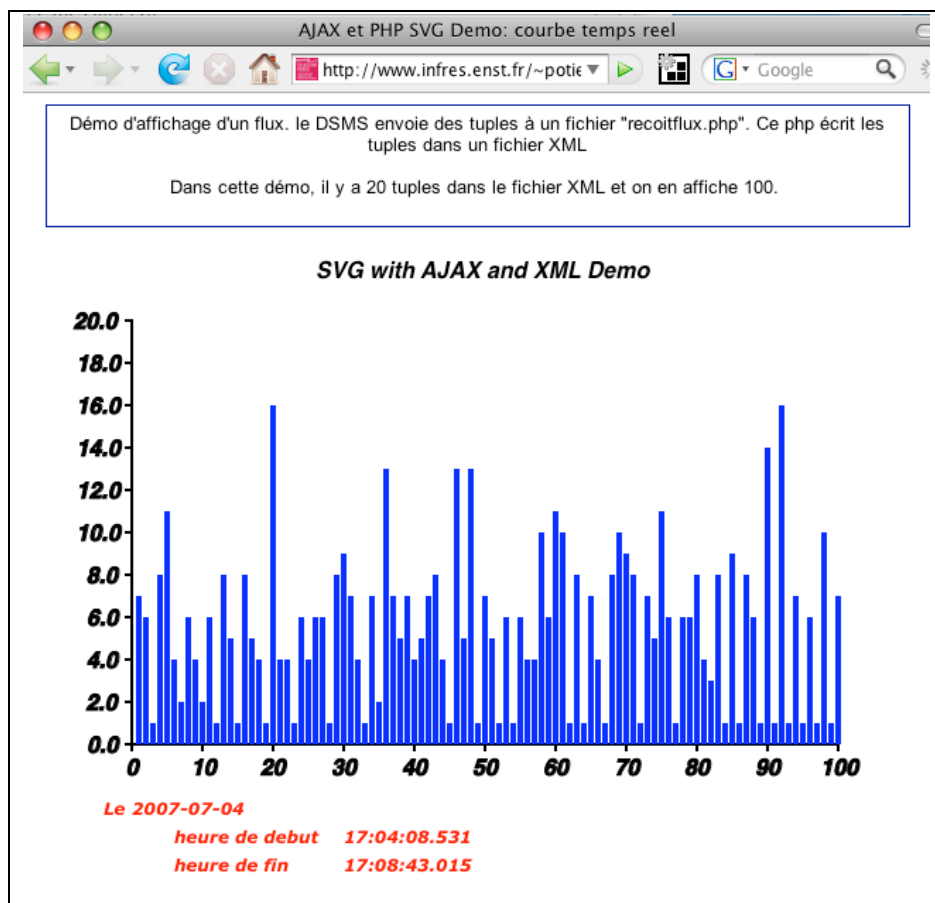 AJAX et PHP SVG Demo: courbe temps reel
http://www.infres.enst.fr/~potie
G
Google
Démo d'affichage d'un flux. le DSMS envoie des tuples à un fichier "recoitflux.php". Ce php écrit les
tuples dans un fichier XML
Dans cette démo, il y a 20 tuples dans le fichier XML et on en affiche 100.
SVG with AJAX and XML Demo
20.0
18.0
16.0
14.0
12.0
10.0
8.0
6.0
4.0
2.0
0.0
0 10 20 30 40 50 60 70 80 90 100
Le 2007-07-04
heure de debut 17:04:08.531
heure de fin 17:08:43.015